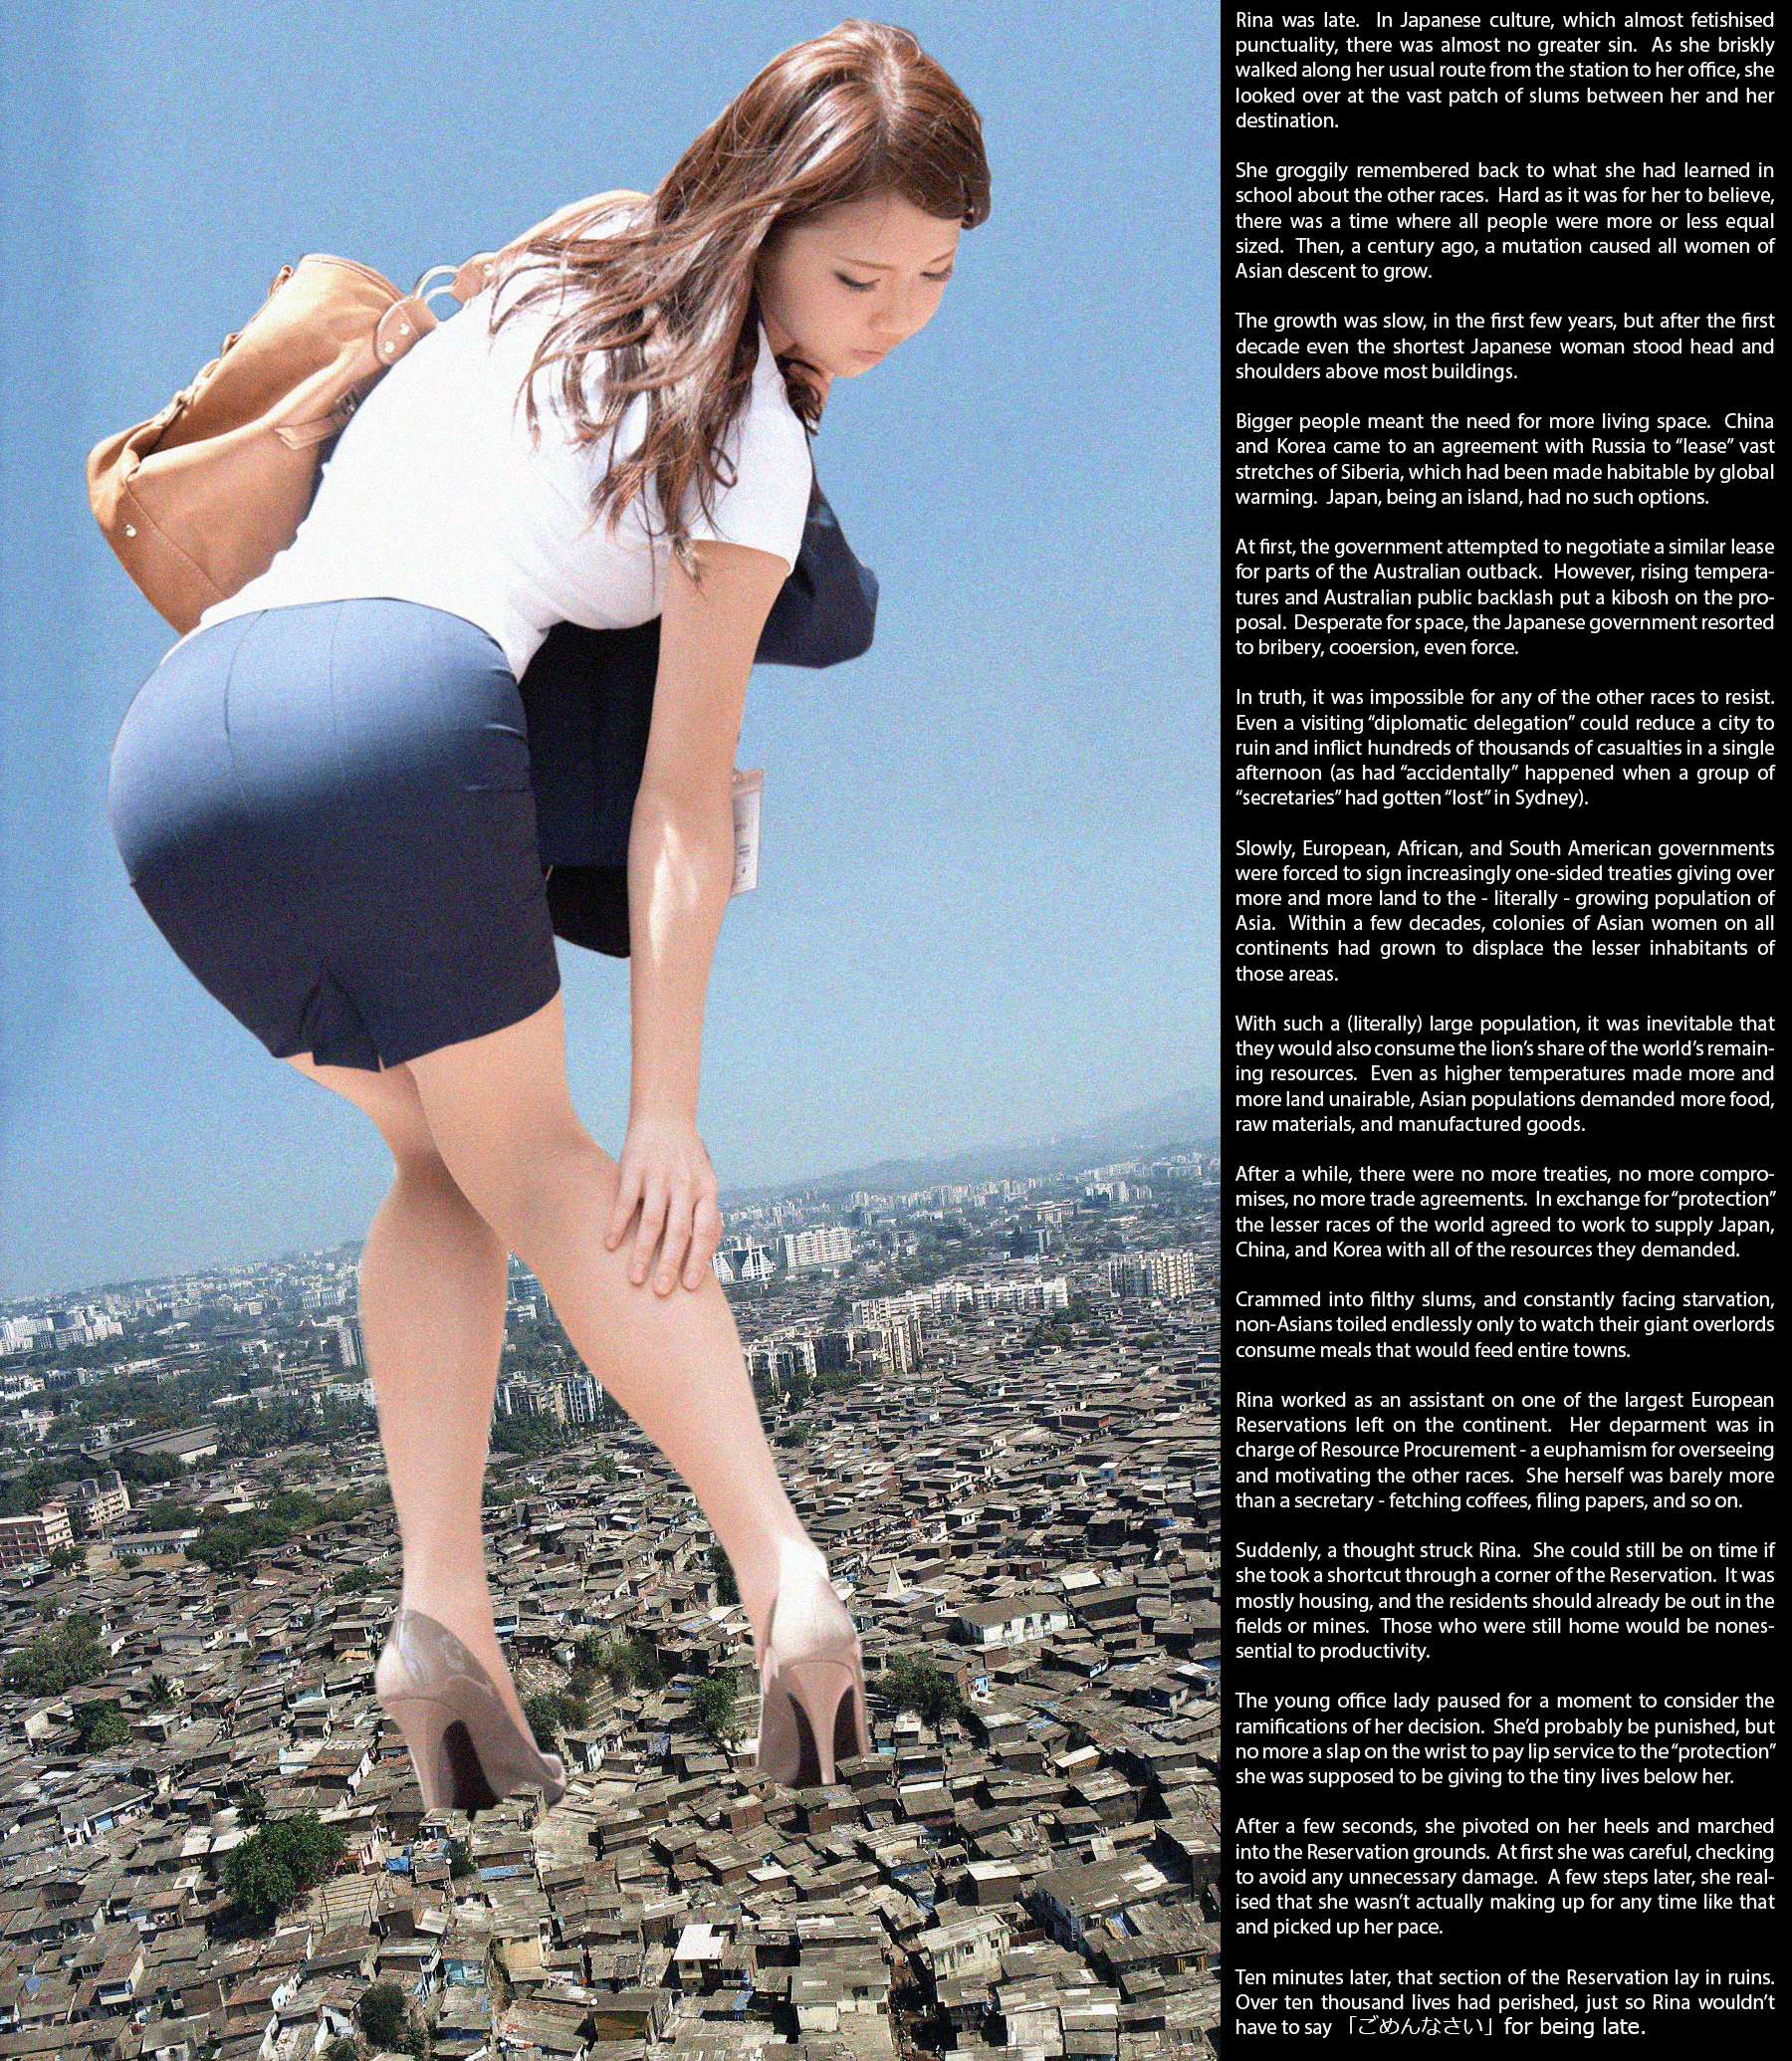 Rina was late.  In Japanese culture, which almost fetishised
punctuality, there was almost no greater sin.  As she briskly
walked along her usual route from the station to her office, she
looked over at the vast patch of slums between her and her
destination.
She groggily remembered back to what she had learned in
school about the other races.  Hard as it was for her to believe,
there was a time where all people were more or less equal
sized.  Then, a century ago, a mutation caused all women of
Asian descent to grow.
The growth was slow, in the first few years, but after the first
decade even the shortest Japanese woman stood head and
shoulders above most buildings.
Bigger people meant the need for more living space.  China
and Korea came to an agreement with Russia to “lease” vast
stretches of Siberia, which had been made habitable by global
warming.  Japan, being an island, had no such options.
At first, the government attempted to negotiate a similar lease
for parts of the Australian outback.  However, rising tempera-
tures and Australian public backlash put a kibosh on the pro-
posal.  Desperate for space, the Japanese government resorted
to bribery, cooersion, even force.
In truth, it was impossible for any of the other races to resist.
Even a visiting “diplomatic delegation” could reduce a city to
ruin and inflict hundreds of thousands of casualties in a single
afternoon (as had “accidentally” happened when a group of
“secretaries” had gotten “lost” in Sydney).
Slowly, European, African, and South American governments
were forced to sign increasingly one-sided treaties giving over
more and more land to the - literally - growing population of
Asia.  Within a few decades, colonies of Asian women on all
continents had grown to displace the lesser inhabitants of
those areas.
With such a (literally) large population, it was inevitable that
they would also consume the lion’s share of the world’s remain-
ing resources.  Even as higher temperatures made more and
more land unairable, Asian populations demanded more food,
raw materials, and manufactured goods.
After a while, there were no more treaties, no more compro-
mises, no more trade agreements.  In exchange for “protection”
the lesser races of the world agreed to work to supply Japan,
China, and Korea with all of the resources they demanded.
Crammed into filthy slums, and constantly facing starvation,
non-Asians toiled endlessly only to watch their giant overlords
consume meals that would feed entire towns.
Rina worked as an assistant on one of the largest European
Reservations left on the continent.  Her deparment was in
charge of Resource Procurement - a euphamism for overseeing
and motivating the other races.  She herself was barely more
than a secretary - fetching coffees, filing papers, and so on.
Suddenly, a thought struck Rina.  She could still be on time if
she took a shortcut through a corner of the Reservation.  It was
mostly housing, and the residents should already be out in the
fields or mines.  Those who were still home would be nones-
sential to productivity.
The young office lady paused for a moment to consider the
ramifications of her decision.  She’d probably be punished, but
no more a slap on the wrist to pay lip service to the “protection”
she was supposed to be giving to the tiny lives below her.
After a few seconds, she pivoted on her heels and marched
into the Reservation grounds.  At first she was careful, checking
to avoid any unnecessary damage.  A few steps later, she real-
ised that she wasn’t actually making up for any time like that
and picked up her pace.
Ten minutes later, that section of the Reservation lay in ruins.
Over ten thousand lives had perished, just so Rina wouldn’t
have to say 「ごめんなさい」 for being late.